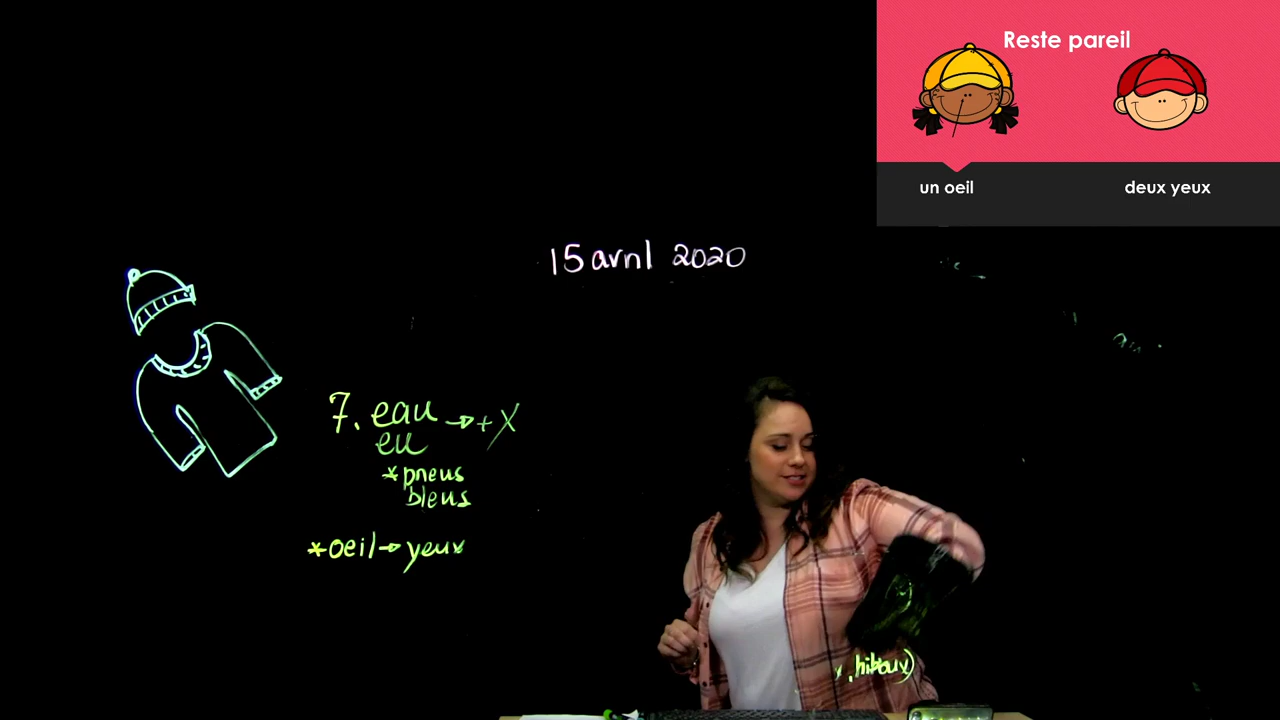 Reste pareil
un oeil
deux yeux
15 avril 2020
7. eau → + x
eu
*pneus
bleus
*oeil → yeux
, hiboux)